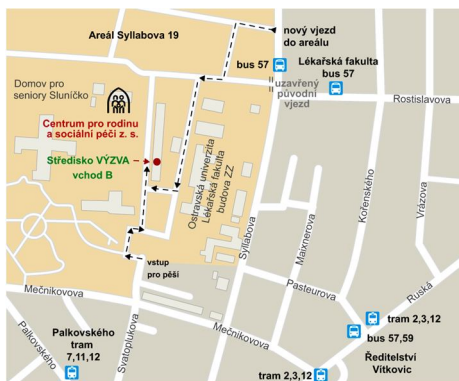 nový vjezd
do areálu
Areál Syllabova 19
bus 57
Lékařská fakulta
bus 57
uzavřený
původní
vjezd
Rostislavova
Domov pro
seniory Sluníčko
Centrum pro rodinu
a sociální péči z. s.
Středisko VÝZVA
vchod B
Ostravská univerzita
Lékařská fakulta
budova ZZ
Syllabova
Maixnerova
Kořenského
Vrázova
vstup
pro pěší
Mečnikovova
Pasteurova
Ruská
Palkovského
tram
7,11,12
Palkovského
Svatoplukova
Mečnikovova
tram 2,3,12
bus 57,59
Ředitelství
Vítkovic
tram 2,3,12